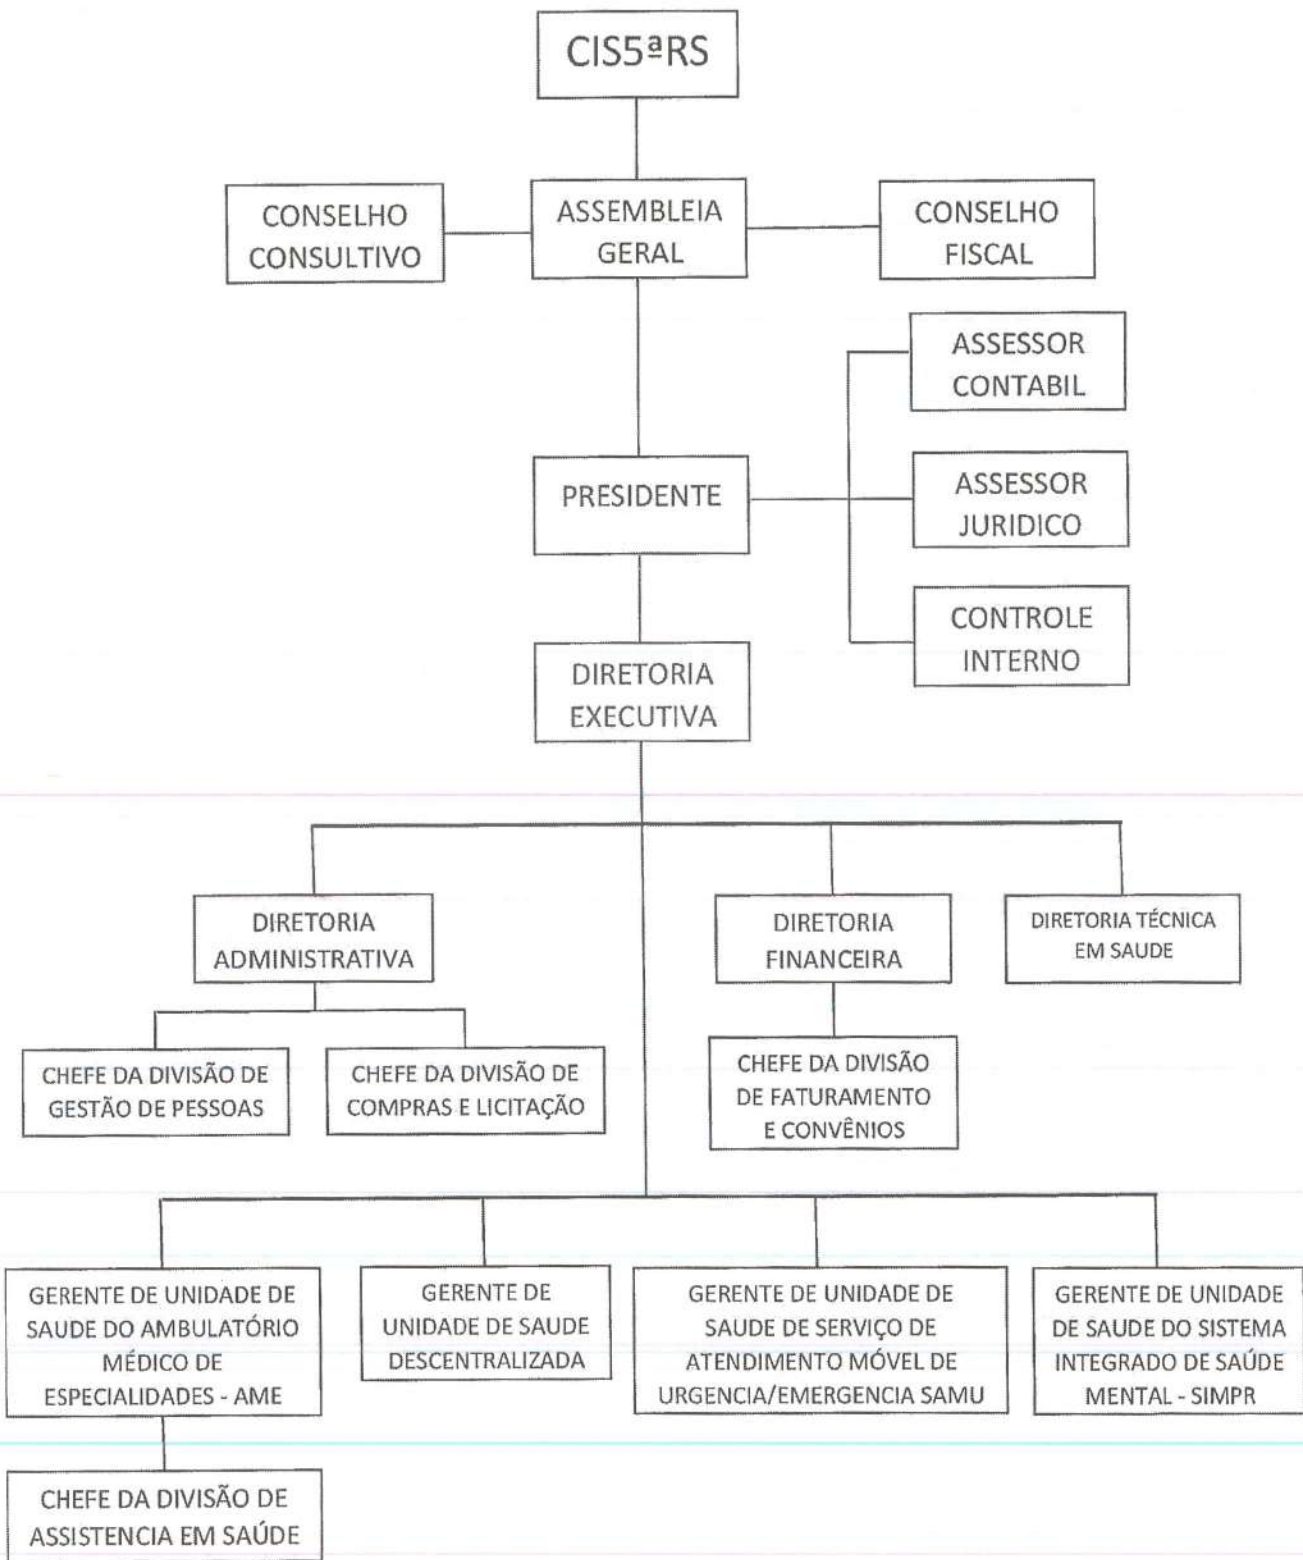 CIS5ªRS
CONSELHO
CONSULTIVO
ASSEMBLEIA
GERAL
CONSELHO
FISCAL
ASSESSOR
CONTABIL
PRESIDENTE
ASSESSOR
JURIDICO
CONTROLE
INTERNO
DIRETORIA
EXECUTIVA
DIRETORIA
ADMINISTRATIVA
DIRETORIA
FINANCEIRA
DIRETORIA TÉCNICA
EM SAUDE
CHEFE DA DIVISÃO DE
GESTÃO DE PESSOAS
CHEFE DA DIVISÃO DE
COMPRAS E LICITAÇÃO
CHEFE DA DIVISÃO
DE FATURAMENTO
E CONVÊNIOS
GERENTE DE UNIDADE DE
SAUDE DO AMBULATÓRIO
MÉDICO DE
ESPECIALIDADES - AME
GERENTE DE
UNIDADE DE SAUDE
DESCENTRALIZADA
GERENTE DE UNIDADE DE
SAUDE DE SERVIÇO DE
ATENDIMENTO MÓVEL DE
URGENCIA/EMERGENCIA SAMU
GERENTE DE UNIDADE
DE SAUDE DO SISTEMA
INTEGRADO DE SAÚDE
MENTAL - SIMPR
CHEFE DA DIVISÃO DE
ASSISTENCIA EM SAÚDE